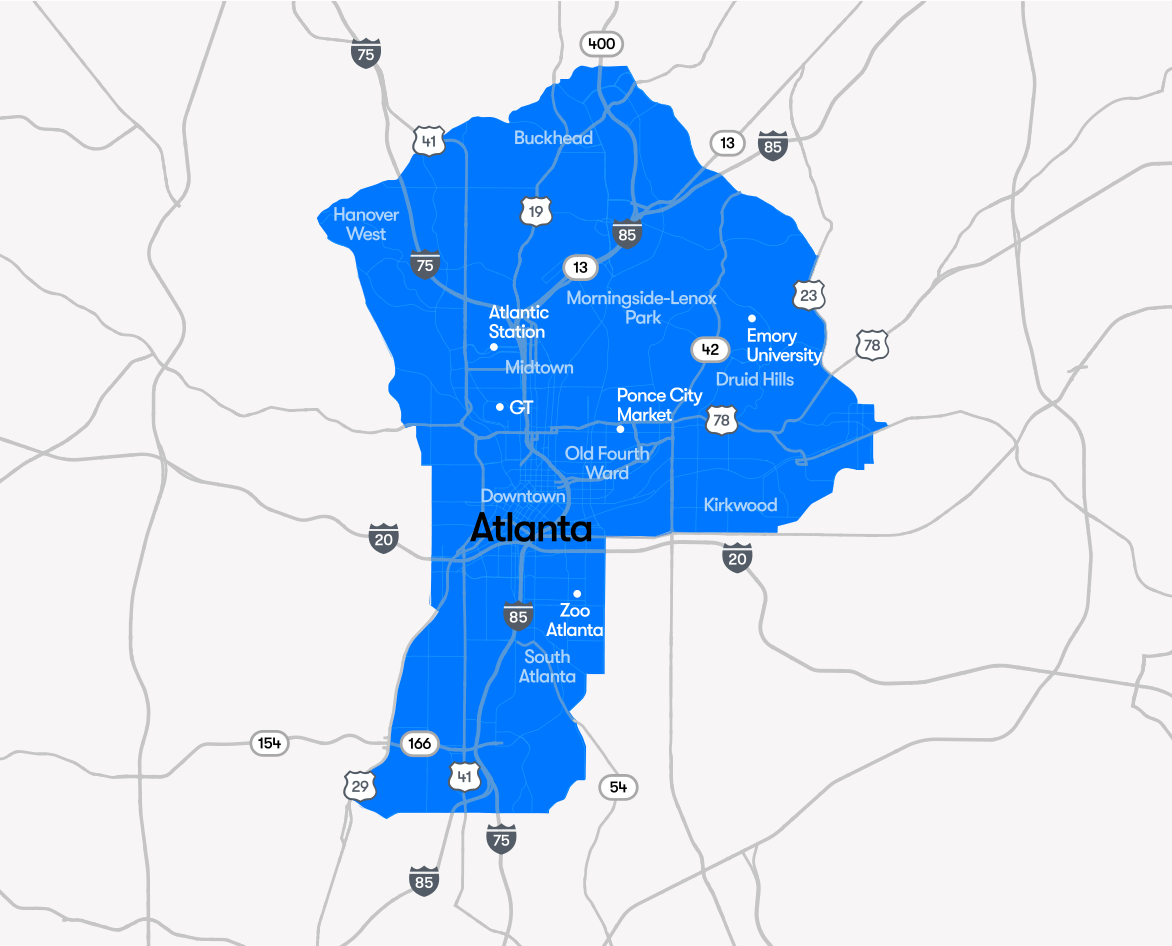 400
75
41
Buckhead
13
85
19
Hanover
West
85
75
13
23
Morningside-Lenox
Park
Atlantic
Station
Emory
University
78
42
Midtown
Druid Hills
Ponce City
Market
GT
78
Old Fourth
Ward
Downtown
Kirkwood
Atlanta
20
20
85
Zoo
Atlanta
South
Atlanta
154
166
29
41
54
75
85